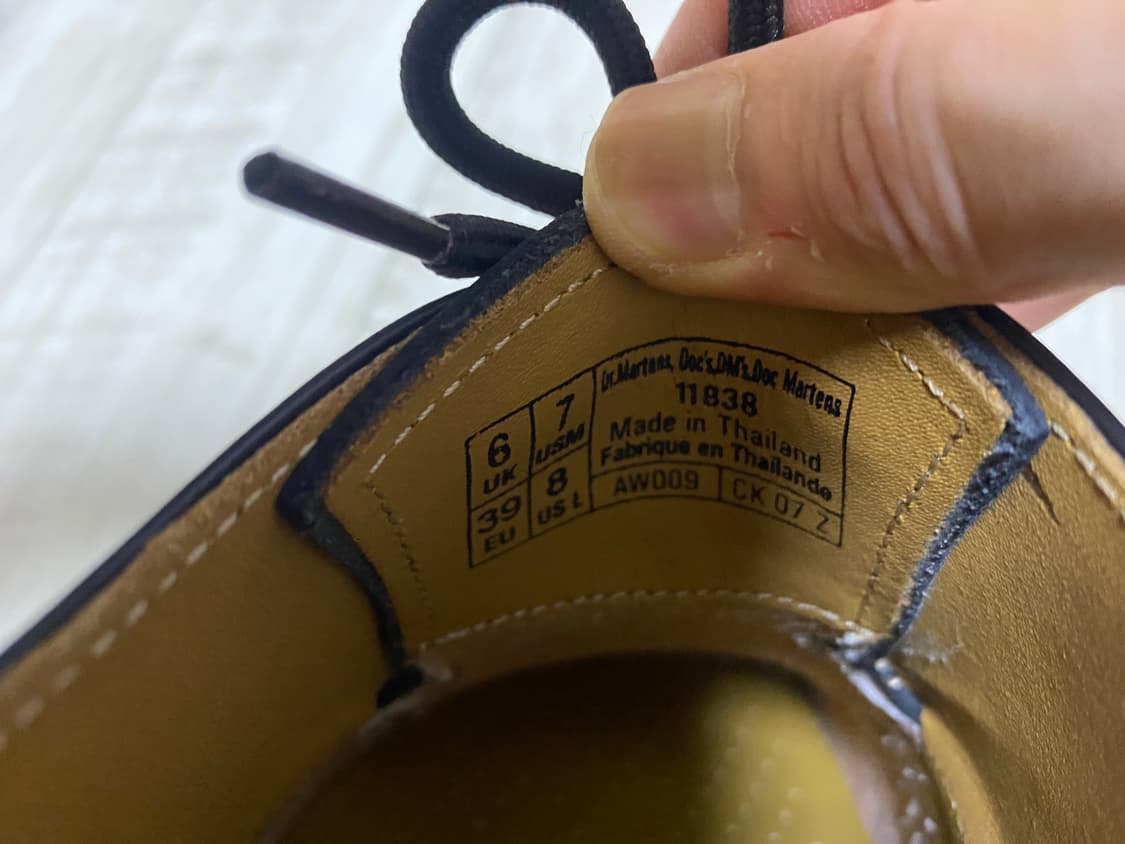 6
UK
7
USM
39
EU
8
US L
Dr.Martens, Doc's,DM's,Doc Martens
11838
Made in Thailand
Fabrique en Thaïlande
AW009
CK 07 Z